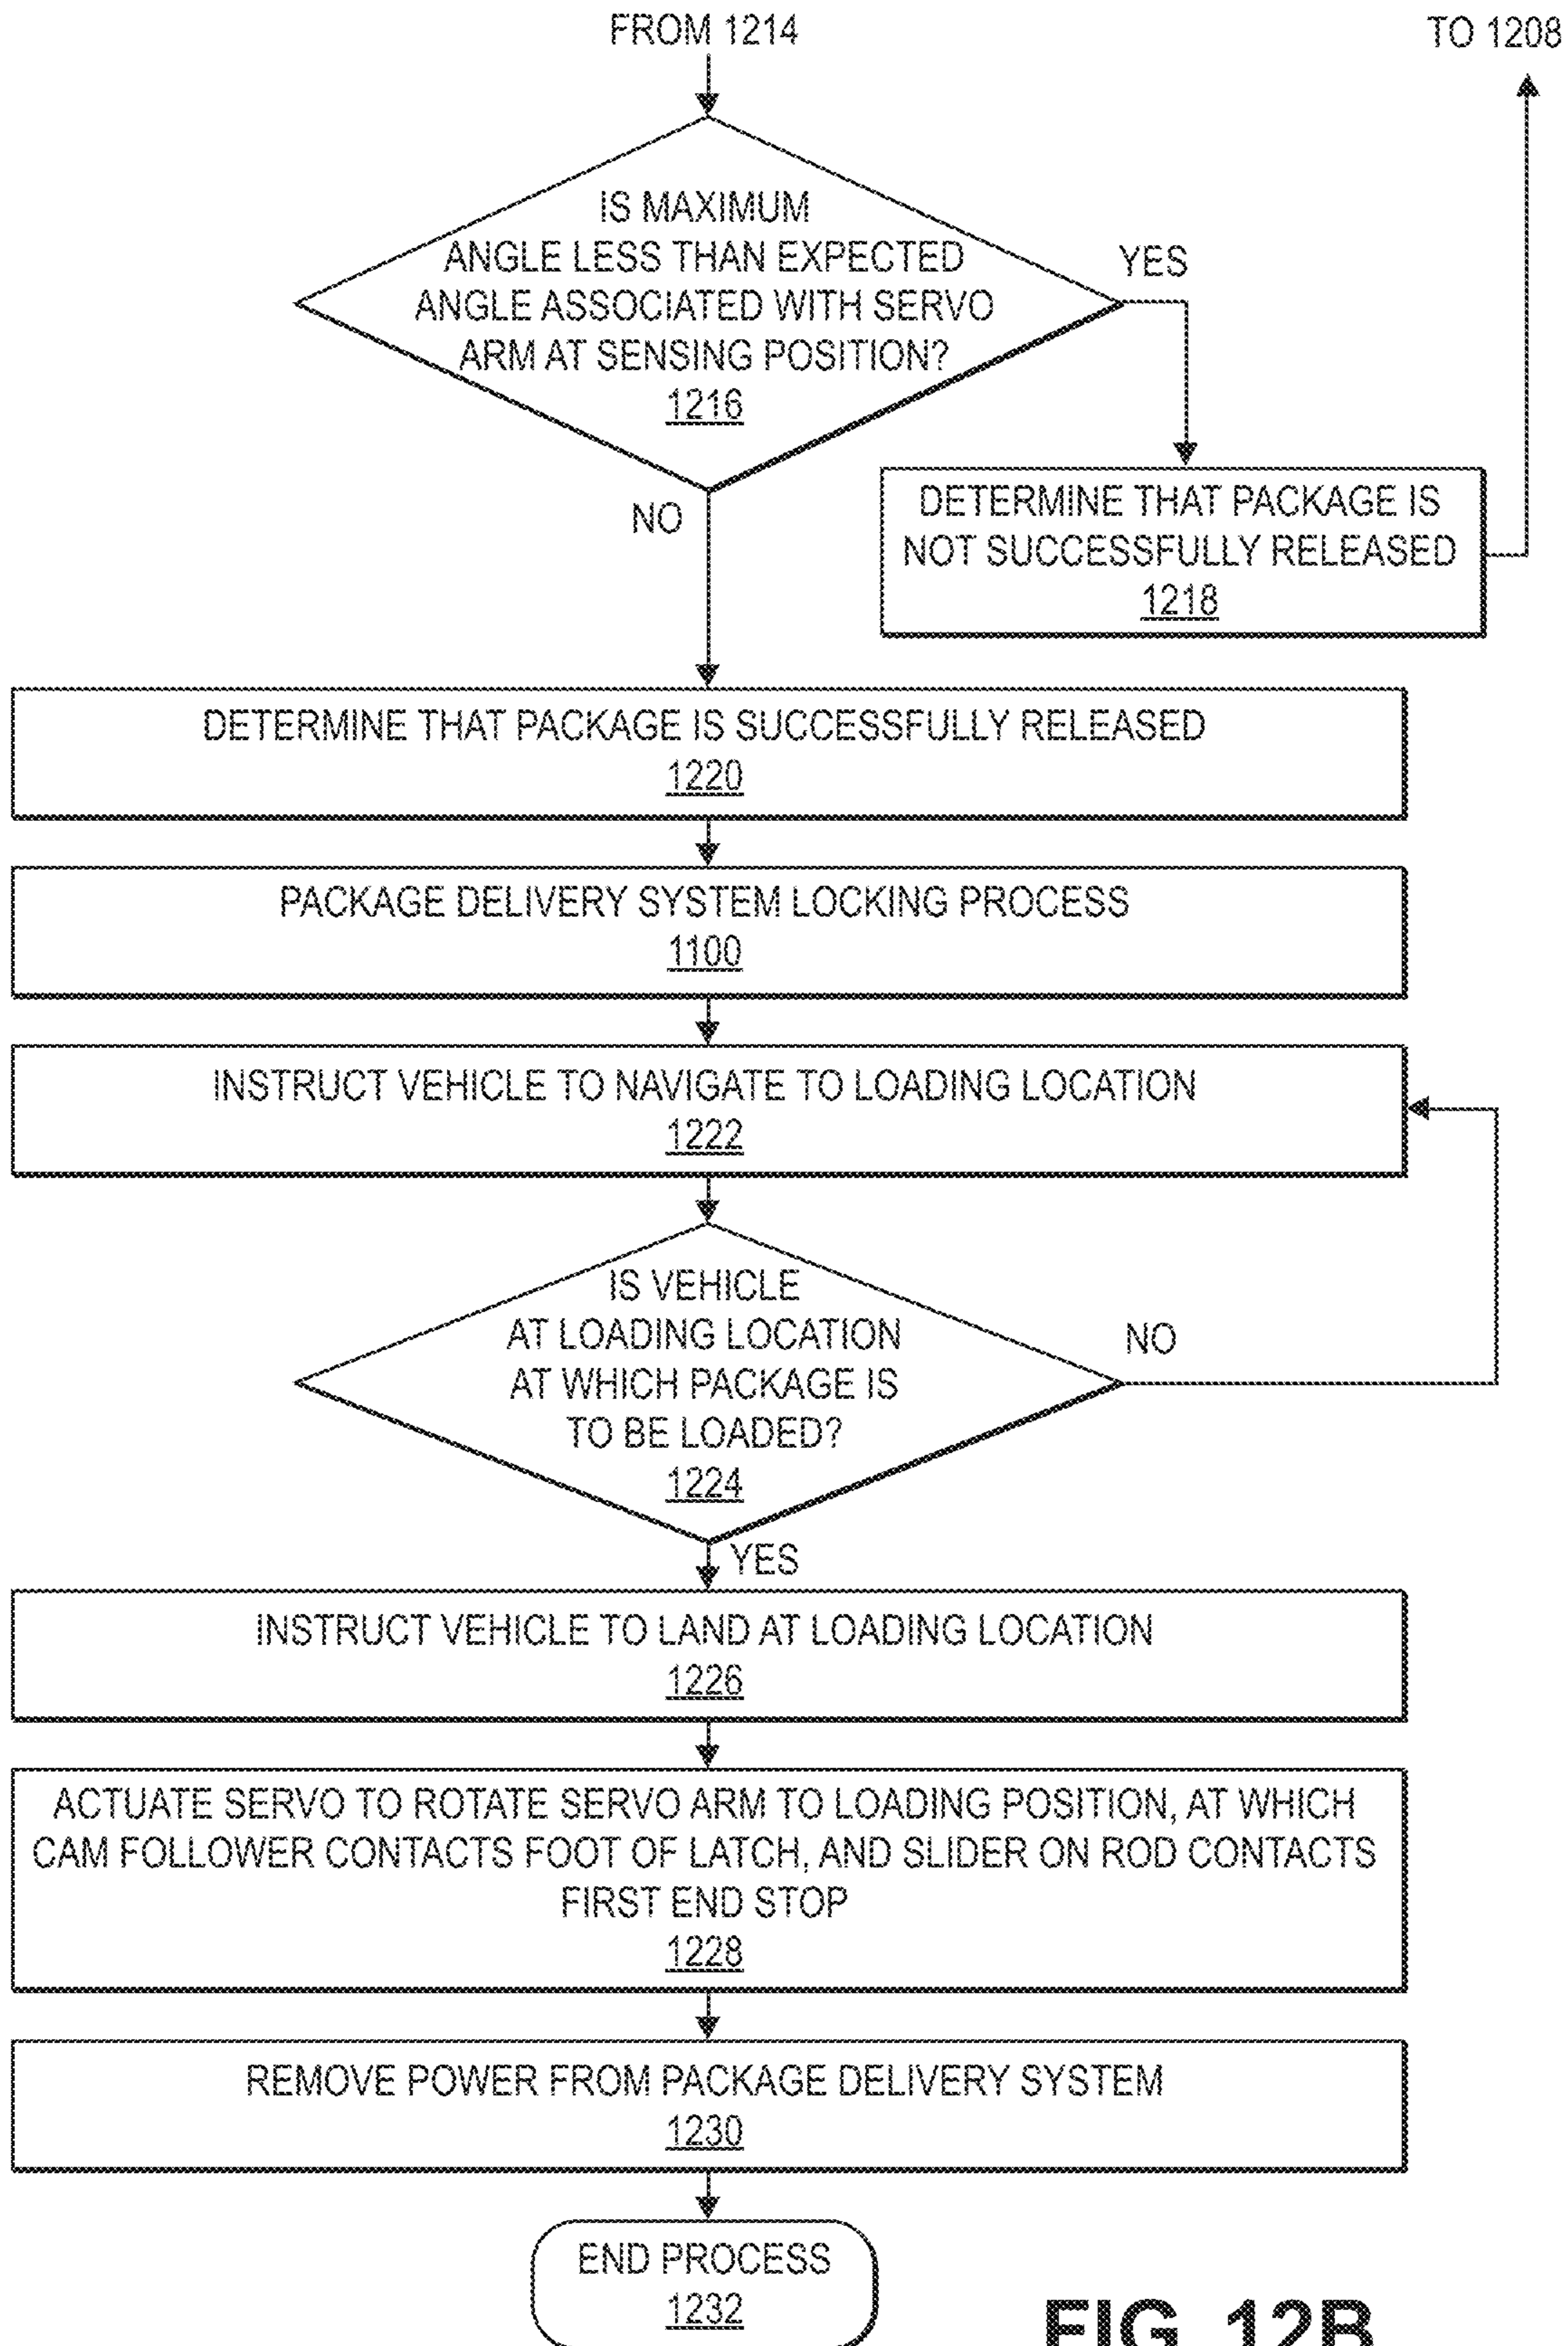 FROM 1214
TO 1208
IS MAXIMUM
ANGLE LESS THAN EXPECTED
ANGLE ASSOCIATED WITH SERVO
ARM AT SENSING POSITION?
1216
YES
NO
DETERMINE THAT PACKAGE IS
NOT SUCCESSFULLY RELEASED
1218
DETERMINE THAT PACKAGE IS SUCCESSFULLY RELEASED
1220
PACKAGE DELIVERY SYSTEM LOCKING PROCESS
1100
INSTRUCT VEHICLE TO NAVIGATE TO LOADING LOCATION
1222
IS VEHICLE
AT LOADING LOCATION
AT WHICH PACKAGE IS
TO BE LOADED?
1224
NO
YES
INSTRUCT VEHICLE TO LAND AT LOADING LOCATION
1226
ACTUATE SERVO TO ROTATE SERVO ARM TO LOADING POSITION, AT WHICH
CAM FOLLOWER CONTACTS FOOT OF LATCH, AND SLIDER ON ROD CONTACTS
FIRST END STOP
1228
REMOVE POWER FROM PACKAGE DELIVERY SYSTEM
1230
END PROCESS
1232
FIG. 12B